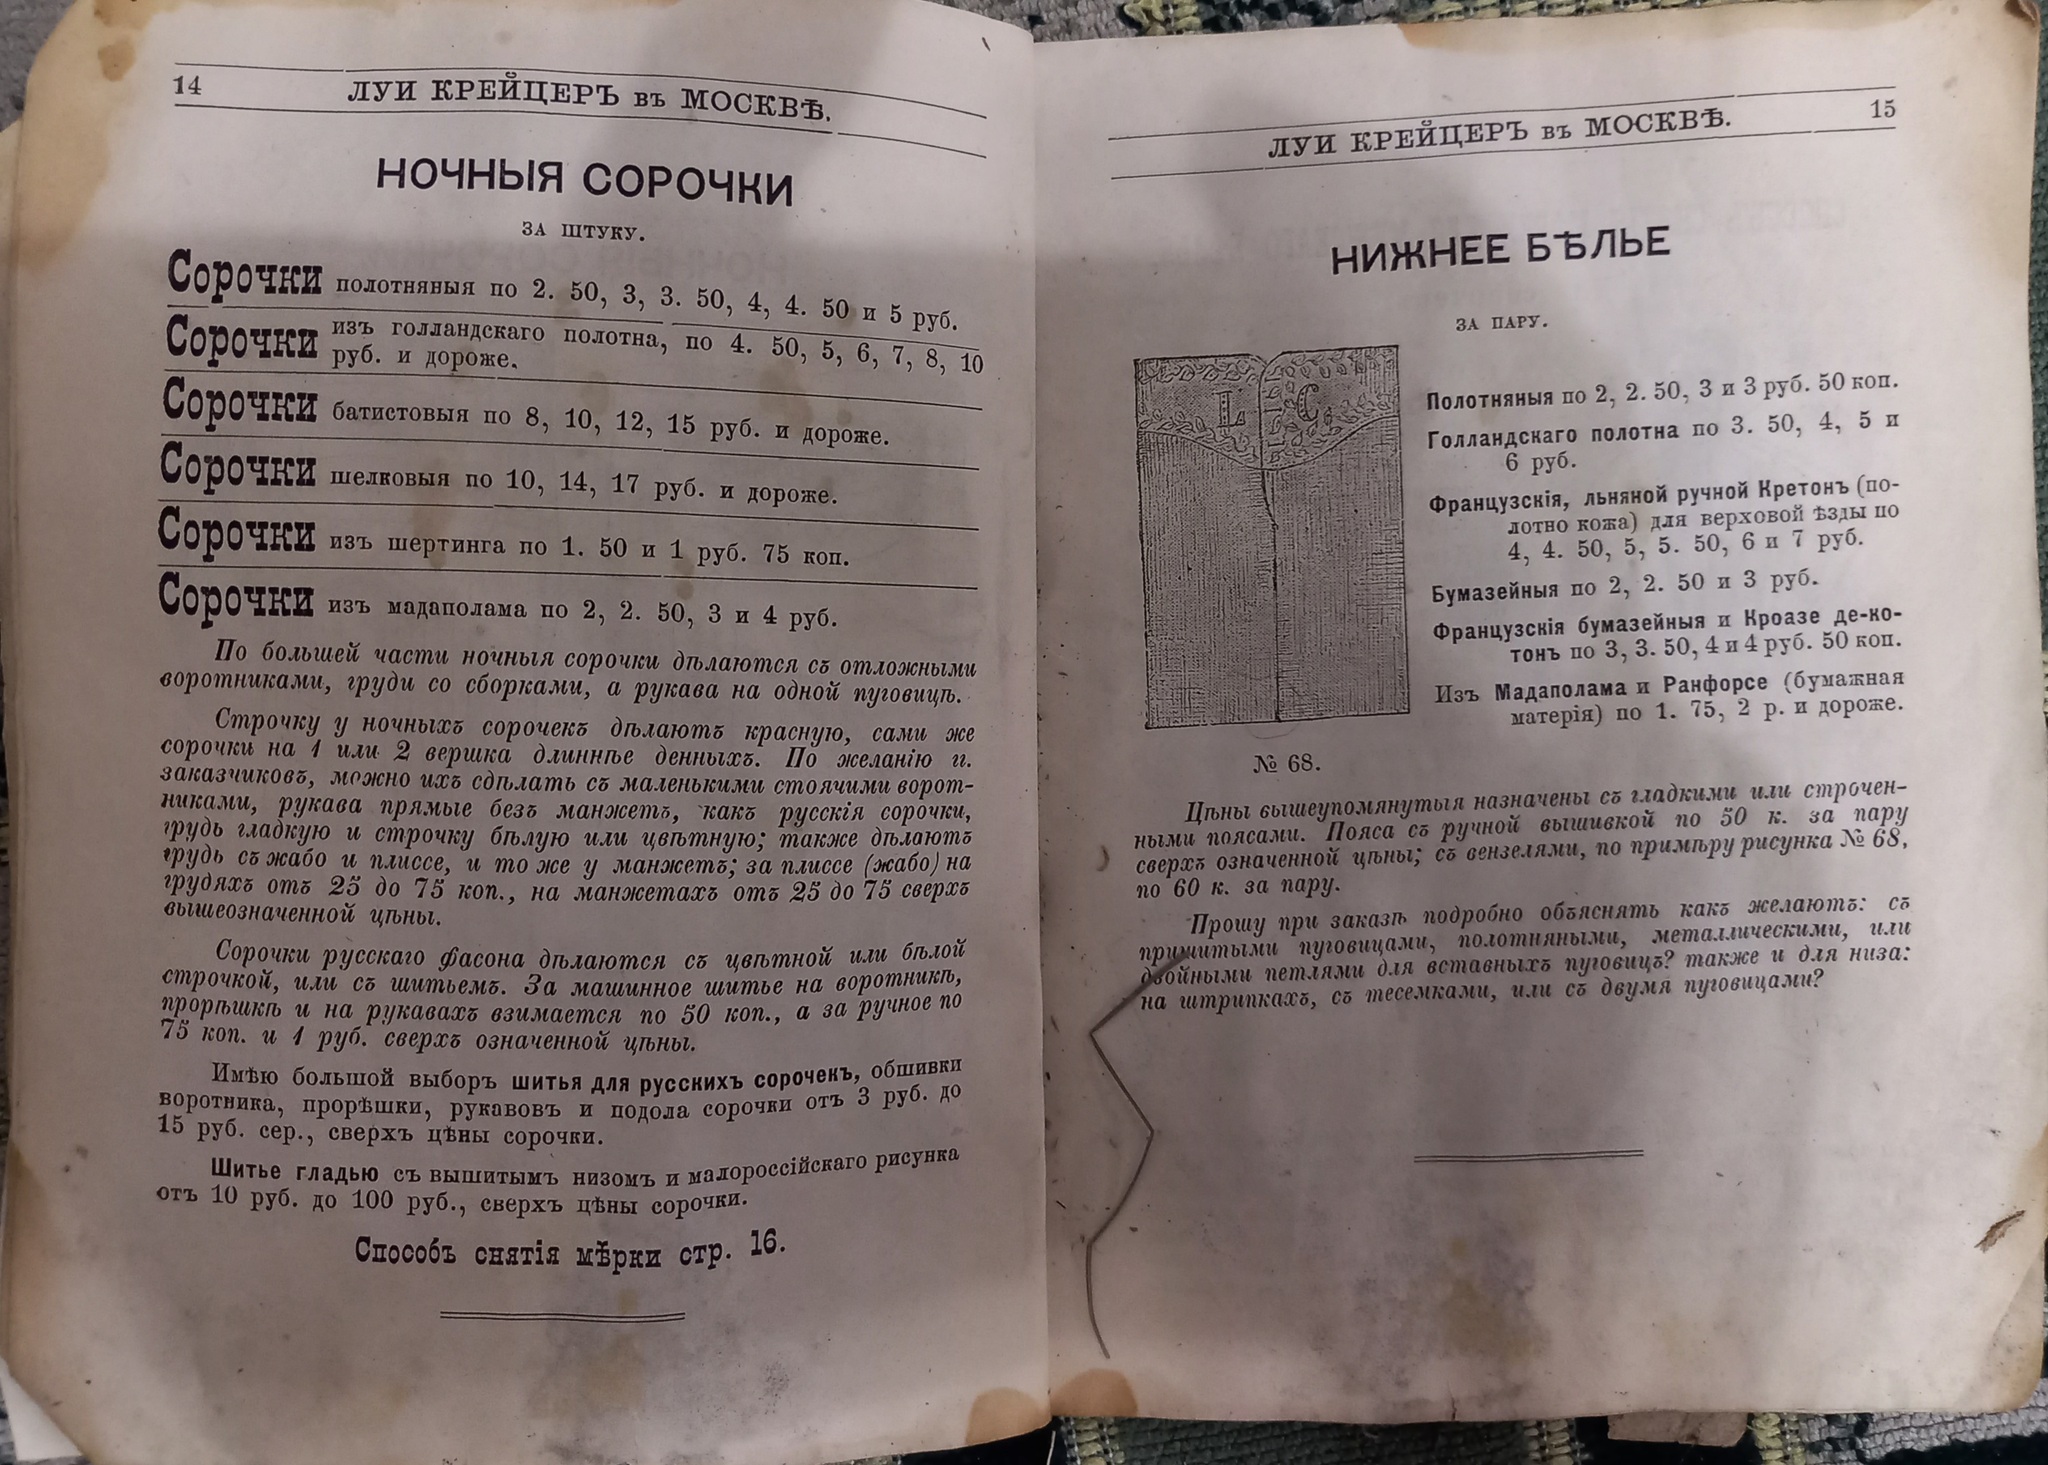 14
ЛУИ КРЕЙЦЕРЪ въ МОСКВѢ.
НОЧНЫЯ СОРОЧКИ
ЗА ШТУКУ.
Сорочки полотняныя по 2. 50, 3, 3. 50, 4, 4. 50 и 5 руб.
Сорочки изъ голландскаго полотна, по 4. 50, 5, 6, 7, 8, 10
руб. и дороже.
Сорочки батистовыя по 8, 10, 12, 15 руб. и дороже.
Сорочки шелковыя по 10, 14, 17 руб. и дороже.
Сорочки изъ шертинга по 1. 50 и 1 руб. 75 коп.
Сорочки изъ мадаполама по 2, 2. 50, 3 и 4 руб.
По большей части ночныя сорочки дѣлаются съ отложными
воротниками, груди со сборками, а рукава на одной пуговицѣ.
Строчку у ночныхъ сорочекъ дѣлаютъ красную, сами же
сорочки на 1 или 2 вершка длиннѣе денныхъ. По желанію гг.
заказчиковъ, можно ихъ сдѣлать съ маленькими стоячими ворот-
никами, рукава прямые безъ манжетъ, какъ русскія сорочки,
грудь гладкую и строчку бѣлую или цвѣтную; также дѣлаютъ
грудь съ жабо и плиссе, и то же у манжетъ; за плиссе (жабо) на
грудяхъ отъ 25 до 75 коп., на манжетахъ отъ 25 до 75 сверхъ
вышеозначенной цѣны.
Сорочки русскаго фасона дѣлаются съ цвѣтной или бѣлой
строчкой, или съ шитьемъ. За машинное шитье на воротникѣ,
прорѣшкѣ и на рукавахъ взимается по 50 коп., а за ручное по
75 коп. и 1 руб. сверхъ означенной цѣны.
Имѣю большой выборъ шитья для русскихъ сорочекъ, обшивки
воротника, прорѣшки, рукавовъ и подола сорочки отъ 3 руб. до
15 руб. сер., сверхъ цѣны сорочки.
Шитье гладью съ вышитымъ низомъ и малороссійскаго рисунка
отъ 10 руб. до 100 руб., сверхъ цѣны сорочки.
Способъ снятія мѣрки стр. 16.
ЛУИ КРЕЙЦЕРЪ въ МОСКВѢ.
15
НИЖНЕЕ БѢЛЬЕ
ЗА ПАРУ.
L C
№ 68.
Полотняныя по 2, 2. 50, 3 и 3 руб. 50 коп.
Голландскаго полотна по 3. 50, 4, 5 и
6 руб.
Французскія, льняной ручной Кретонъ (по-
лотно кожа) для верховой ѣзды по
4, 4. 50, 5, 5. 50, 6 и 7 руб.
Бумазейныя по 2, 2. 50 и 3 руб.
Французскія бумазейныя и Кроазе де-ко-
тонъ по 3, 3. 50, 4 и 4 руб. 50 коп.
Изъ Мадаполама и Ранфорсе (бумажная
матерія) по 1. 75, 2 р. и дороже.
Цѣны вышеупомянутыя назначены съ гладкими или строчен-
ными поясами. Пояса съ ручной вышивкой по 50 к. за пару
сверхъ означенной цѣны; съ вензелями, по примѣру рисунка № 68,
по 60 к. за пару.
Прошу при заказѣ подробно объяснять какъ желаютъ: съ
пришитыми пуговицами, полотняными, металлическими, или
двойными петлями для вставныхъ пуговицъ? также и для низа:
на штрипкахъ, съ тесемками, или съ двумя пуговицами?